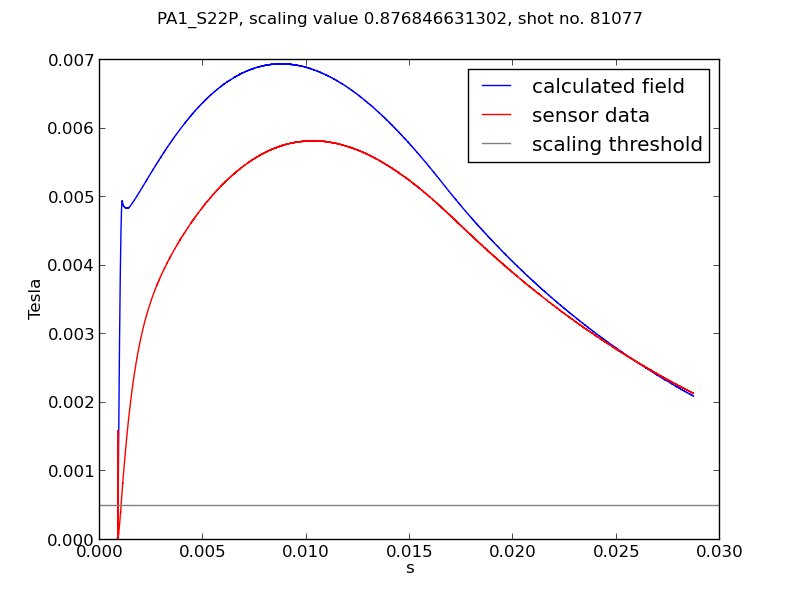 PA1_S22P, scaling value 0.876846631302, shot no. 81077
0.007
0.006
0.005
0.004
0.003
0.002
0.001
0.000
Tesla
calculated field
sensor data
scaling threshold
0.000 0.005 0.010 0.015 0.020 0.025 0.030
s